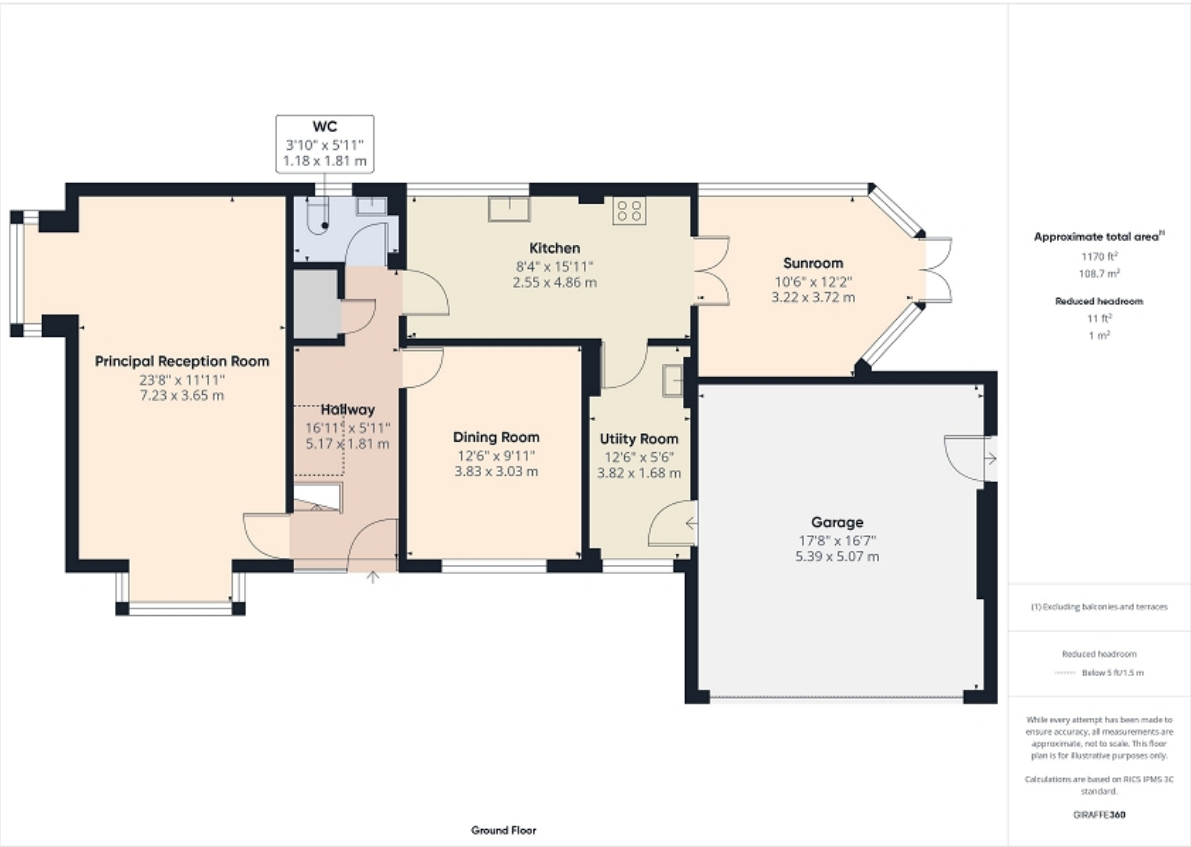 WC
3'10" x 5'11"
1.18 x 1.81 m
Kitchen
8'4" x 15'11"
2.55 x 4.86 m
Sunroom
10'6" x 12'2"
3.22 x 3.72 m
Principal Reception Room
23'8" x 11'11"
7.23 x 3.65 m
Hallway
16'11" x 5'11"
5.17 x 1.81 m
Dining Room
12'6" x 9'11"
3.83 x 3.03 m
Utiity Room
12'6" x 5'6"
3.82 x 1.68 m
Garage
17'8" x 16'7"
5.39 x 5.07 m
Ground Floor
Approximate total area(1)
1170 ft²
108.7 m²
Reduced headroom
11 ft²
1 m²
(1) Excluding balconies and terraces
Reduced headroom
Below 5 ft/1.5 m
While every attempt has been made to
ensure accuracy, all measurements are
approximate, not to scale. This floor
plan is for illustrative purposes only.
Calculations are based on RICS IPMS 3C
standard.
GIRAFFE360